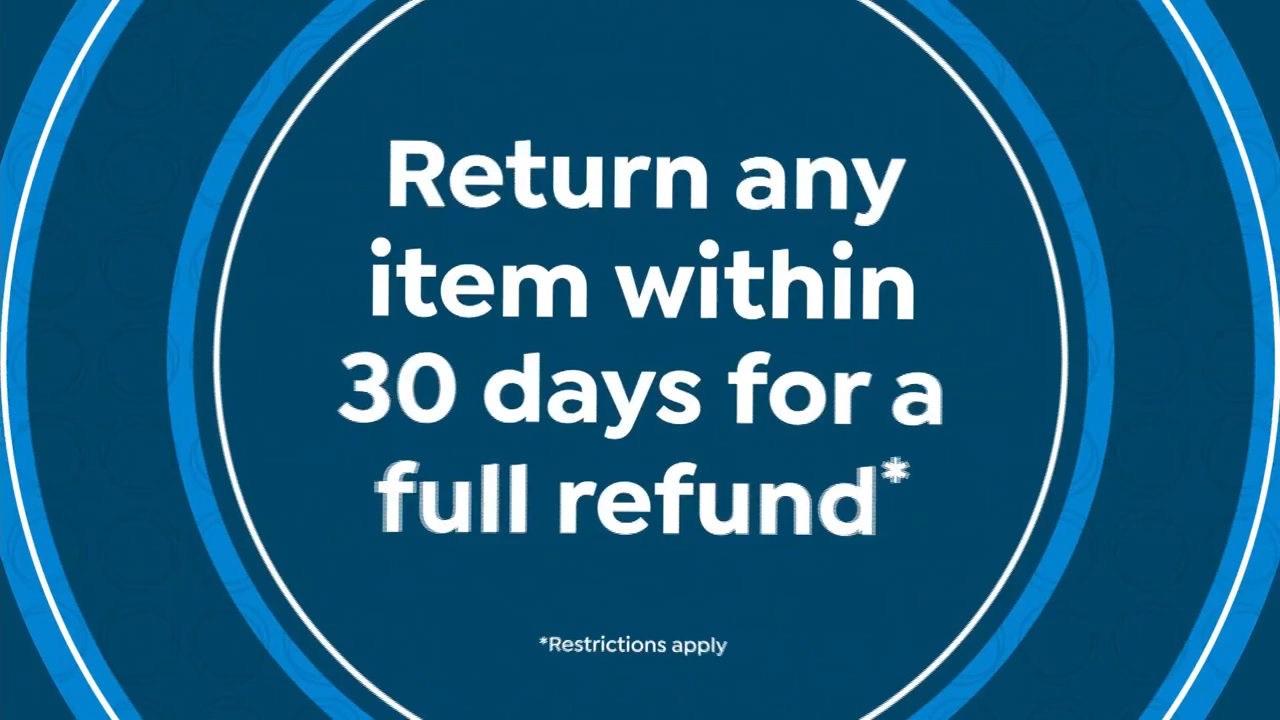 Return any
item within
30 days for a
full refund*
*Restrictions apply